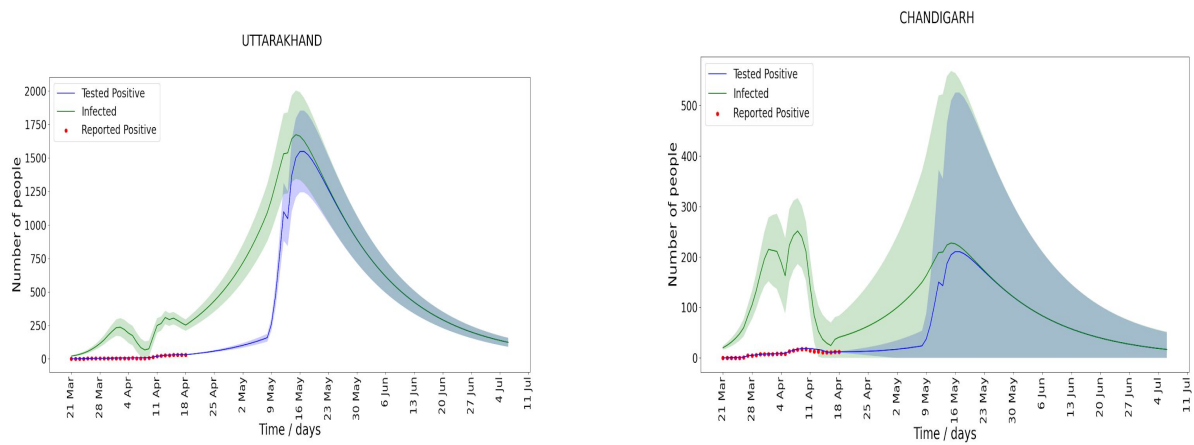 UTTARAKHAND
Tested Positive
Infected
Reported Positive
Number of people
2000
1750
1500
1250
1000
750
500
250
0
21 Mar
28 Mar
4 Apr
11 Apr
18 Apr
25 Apr
2 May
9 May
16 May
23 May
30 May
6 Jun
13 Jun
20 Jun
27 Jun
4 Jul
11 Jul
Time / days
CHANDIGARH
Tested Positive
Infected
Reported Positive
Number of people
500
400
300
200
100
0
21 Mar
28 Mar
4 Apr
11 Apr
18 Apr
25 Apr
2 May
9 May
16 May
23 May
30 May
6 Jun
13 Jun
20 Jun
27 Jun
4 Jul
11 Jul
Time / days